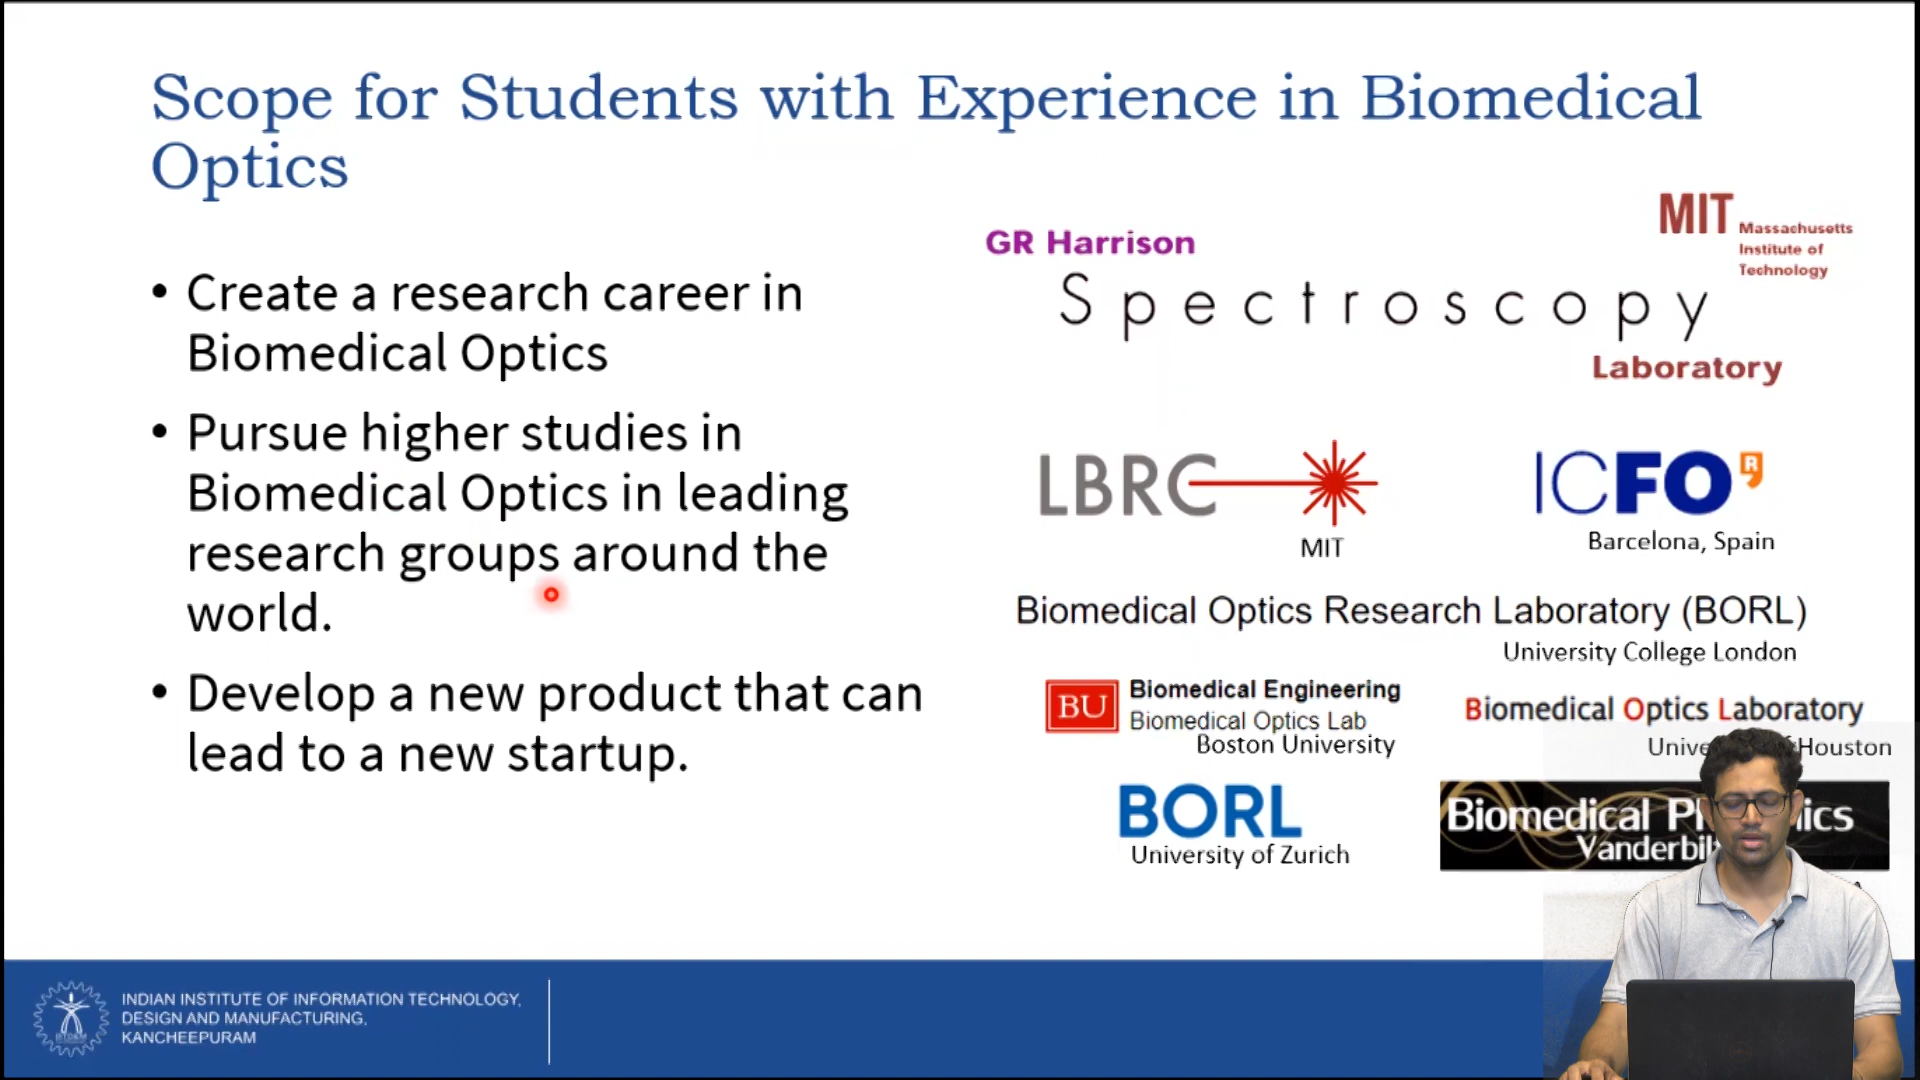 Scope for Students with Experience in Biomedical
Optics
• Create a research career in
Biomedical Optics
• Pursue higher studies in
Biomedical Optics in leading
research groups around the
world.
• Develop a new product that can
lead to a new startup.
GR Harrison
Spectroscopy
Laboratory
MIT
Massachusetts
Institute of
Technology
LBRC
MIT
ICFO R
Barcelona, Spain
Biomedical Optics Research Laboratory (BORL)
University College London
BU
Biomedical Engineering
Biomedical Optics Lab
Boston University
Biomedical Optics Laboratory
Houston
BORL
University of Zurich
Biomedical
INDIAN INSTITUTE OF INFORMATION TECHNOLOGY,
DESIGN AND MANUFACTURING,
KANCHEEPURAM